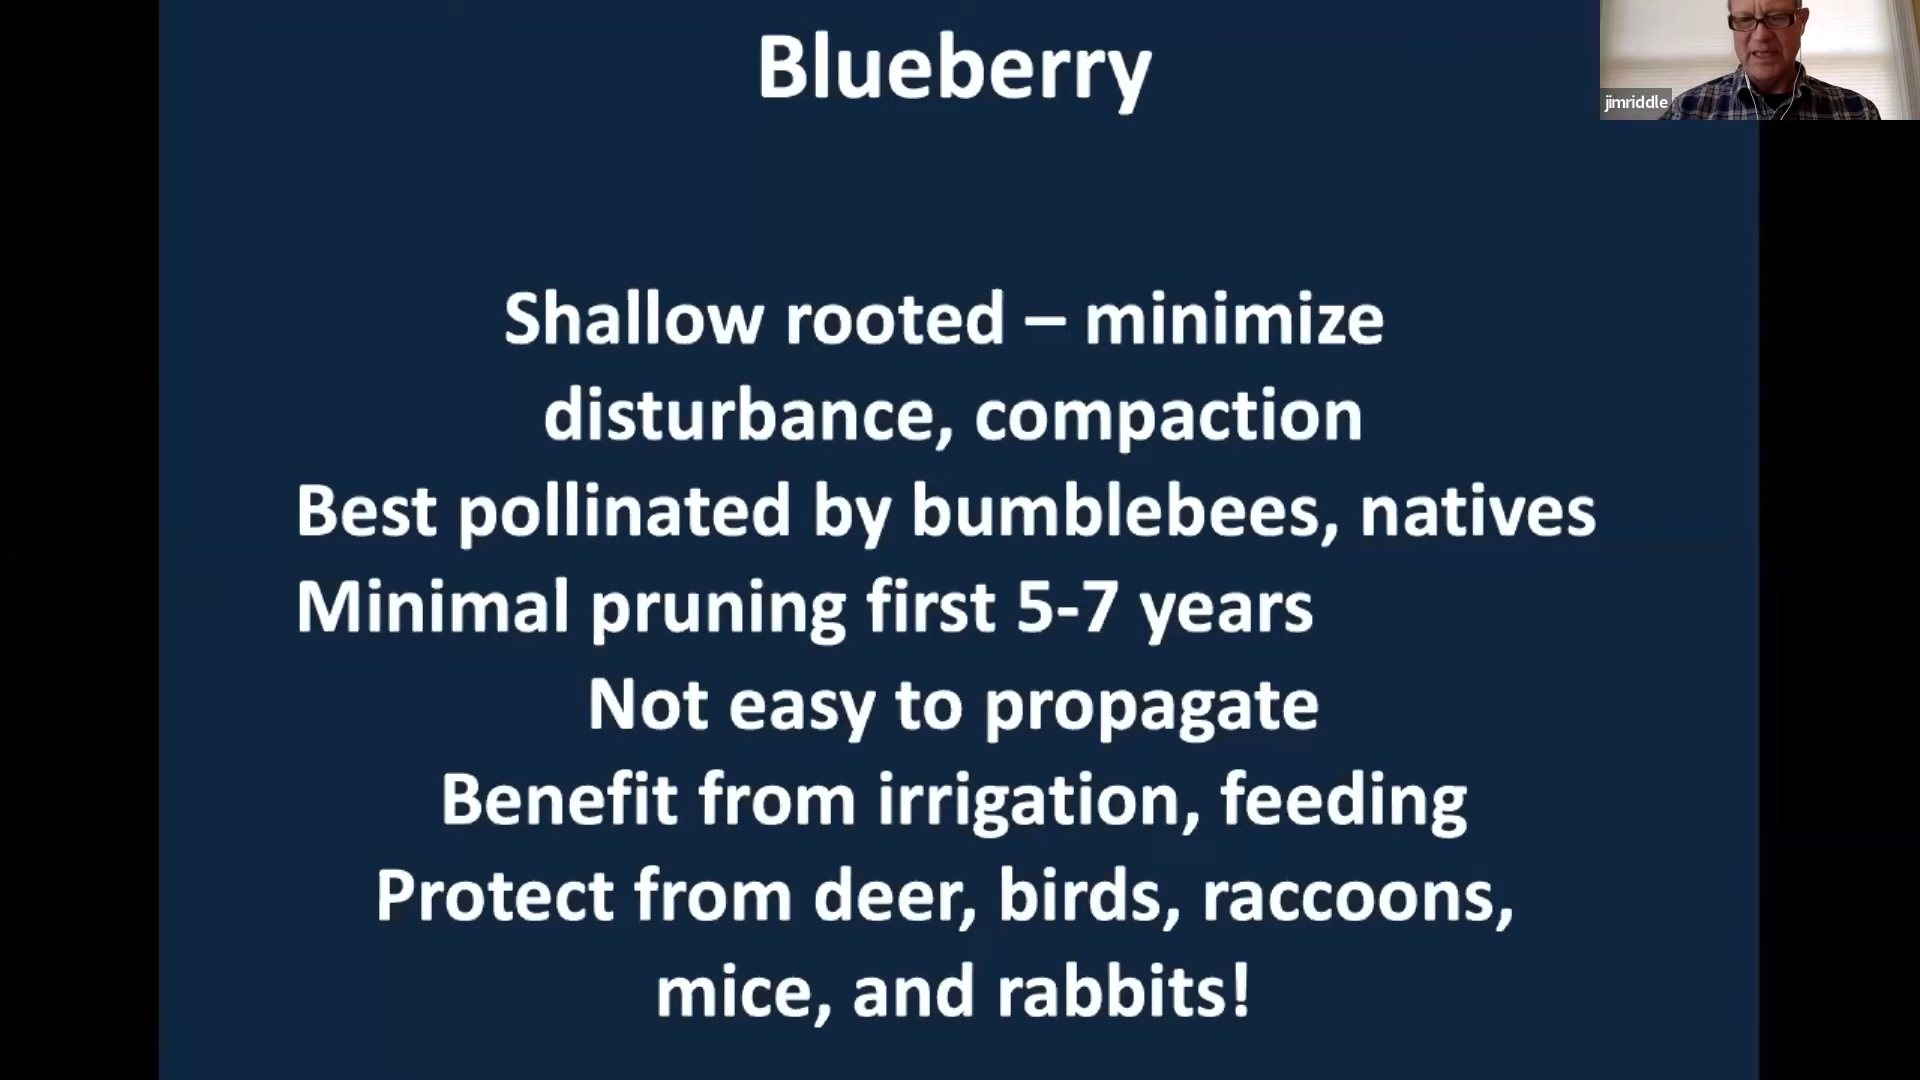 Blueberry
jimriddle
Shallow rooted – minimize
disturbance, compaction
Best pollinated by bumblebees, natives
Minimal pruning first 5-7 years
Not easy to propagate
Benefit from irrigation, feeding
Protect from deer, birds, raccoons,
mice, and rabbits!